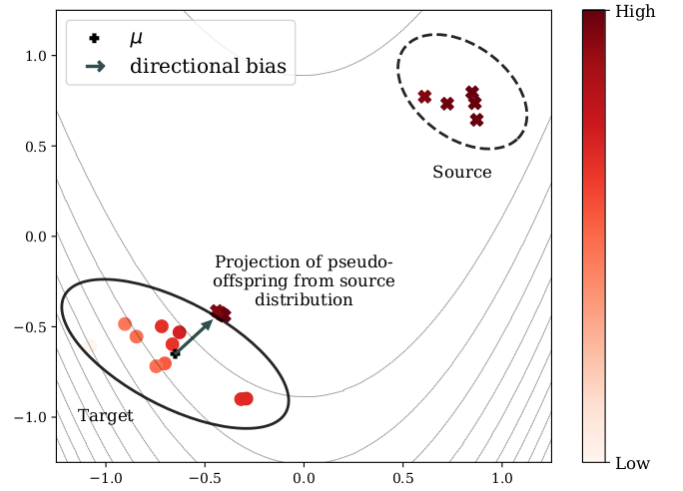 High
1.0
μ
directional bias
0.5
Source
0.0
Projection of pseudo-
offspring from source
distribution
−0.5
−1.0
Target
Low
−1.0
−0.5
0.0
0.5
1.0